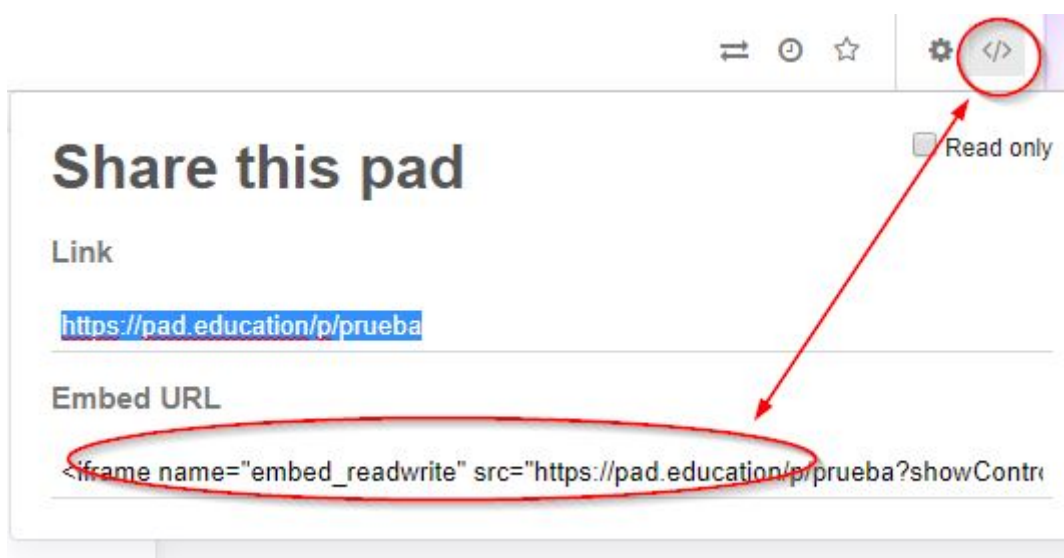 </>
Share this pad
Read only
Link
https://pad.education/p/prueba
Embed URL
<iframe name="embed_readwrite" src="https://pad.education/p/prueba?showContro